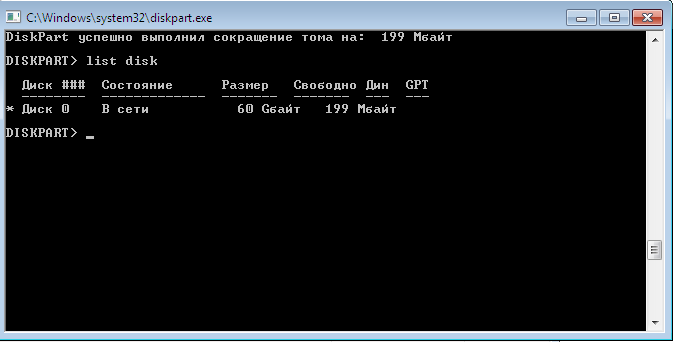 C:\Windows\system32\diskpart.exe
DiskPart успешно выполнил сокращение тома на:  199 Мбайт
DISKPART> list disk
Диск ###  Состояние      Размер   Свободно Дин  GPT
--------  -------------  -------  -------  ---  ---
* Диск 0    В сети           60 Gбайт   199 Mбайт
DISKPART> _